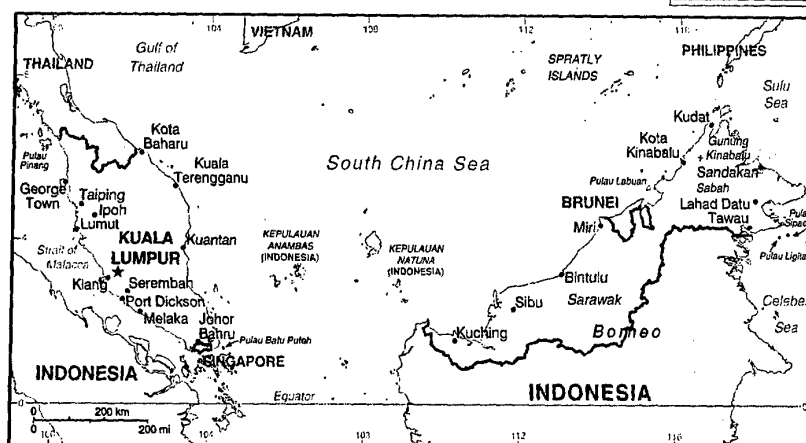 104
108
112
116
VIETNAM
PHILIPPINES
THAILAND
Gulf of
Thailand
SPRATLY
ISLANDS
Sulu
Sea
Kudat
Kota
Baharu
Kota
Kinabalu
Gunung
Kinabalu
Pulau
Pinang
Kuala
Terengganu
South China Sea
Sandakan
Sabah
Pulau Labuan
George
Town
Taiping
Ipoh
Lumut
BRUNEI
Lahad Datu
Tawau
Miri
Pulau Ligitan
KUALA
LUMPUR
Kuantan
KEPULAUAN
ANAMBAS
(INDONESIA)
KEPULAUAN
NATUNA
(INDONESIA)
Strait of
Malacca
Klang
Seremban
Port Dickson
Melaka
Bintulu
Sibu
Sarawak
Celebes
Sea
Johor
Bahru
Pulau Batu Puteh
Kuching
Borneo
SINGAPORE
INDONESIA
INDONESIA
Equator
0
200 km
0
200 mi
104
112
116